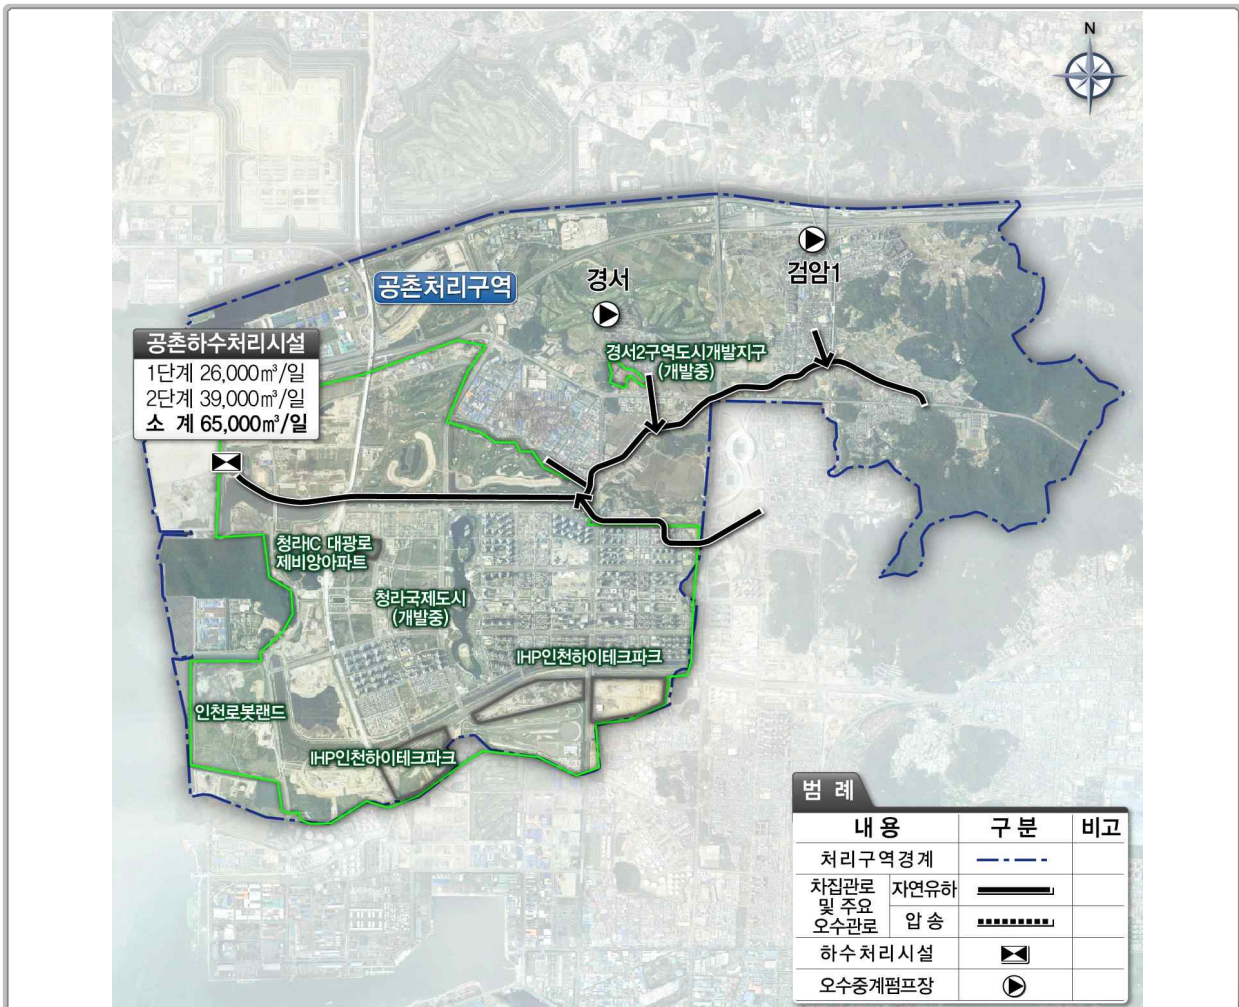 N
공촌처리구역
경서
검암1
공촌하수처리시설
1단계 26,000㎥/일
2단계 39,000㎥/일
소 계 65,000㎥/일
경서2구역도시개발지구
(개발중)
청라IC 대광로
제비앙아파트
청라국제도시
(개발중)
IHP인천하이테크파크
인천로봇랜드
IHP인천하이테크파크
범 례
내 용 구 분 비고
처리구역경계
차집관로
및 주요
오수관로
자연유하
압 송
하수처리시설
오수중계펌프장